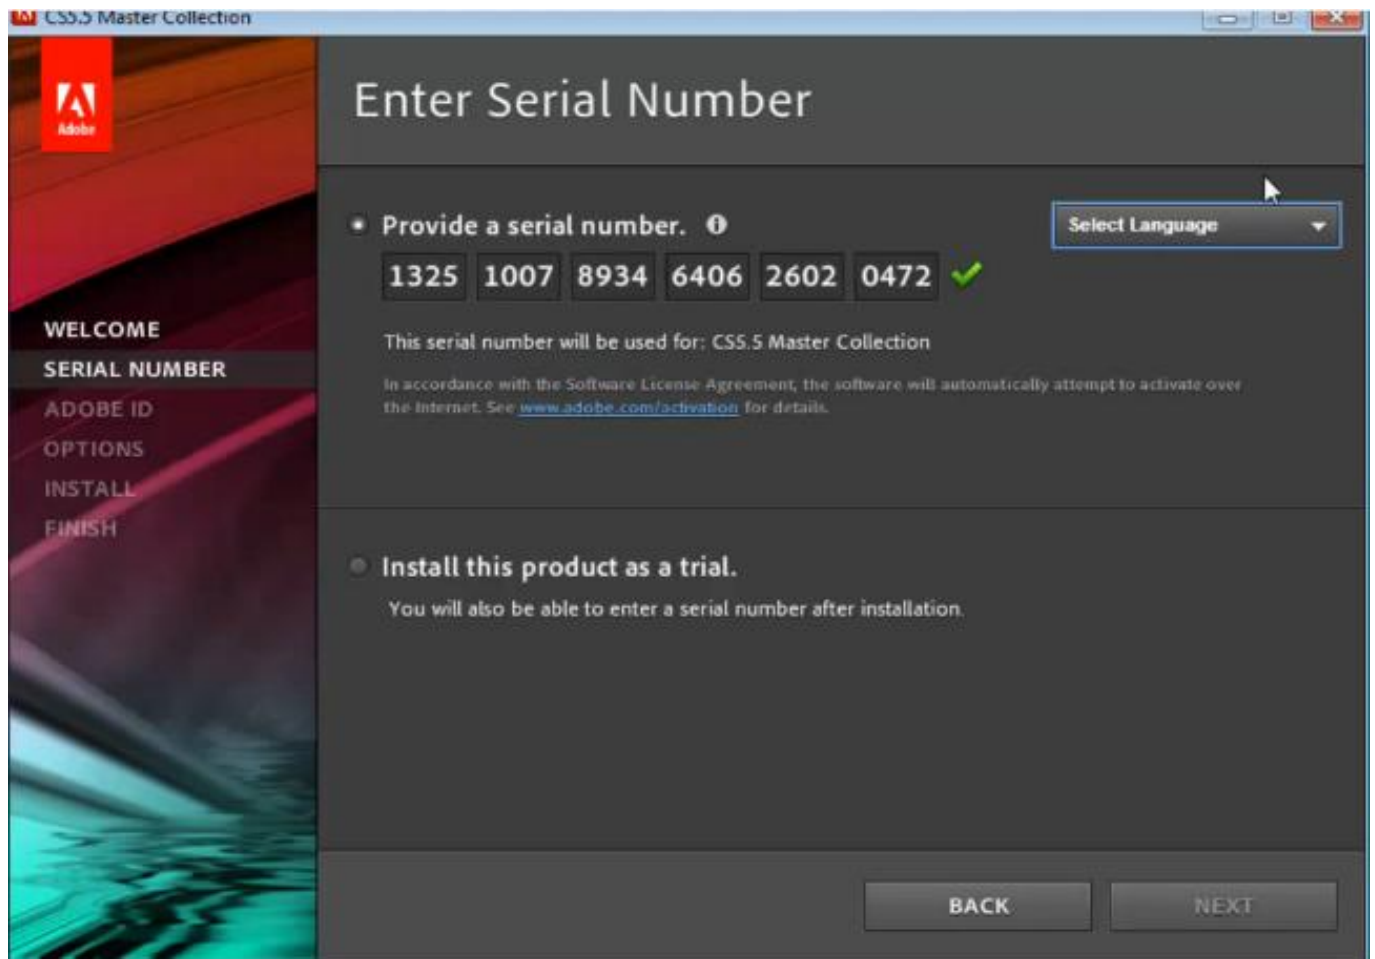 CS5.5 Master Collection
Adobe
Enter Serial Number
Provide a serial number.
Select Language
1325 1007 8934 6406 2602 0472
This serial number will be used for: CS5.5 Master Collection
In accordance with the Software License Agreement, the software will automatically attempt to activate over
the Internet. See www.adobe.com/activation for details.
WELCOME
SERIAL NUMBER
ADOBE ID
OPTIONS
INSTALL
FINISH
Install this product as a trial.
You will also be able to enter a serial number after installation.
BACK
NEXT